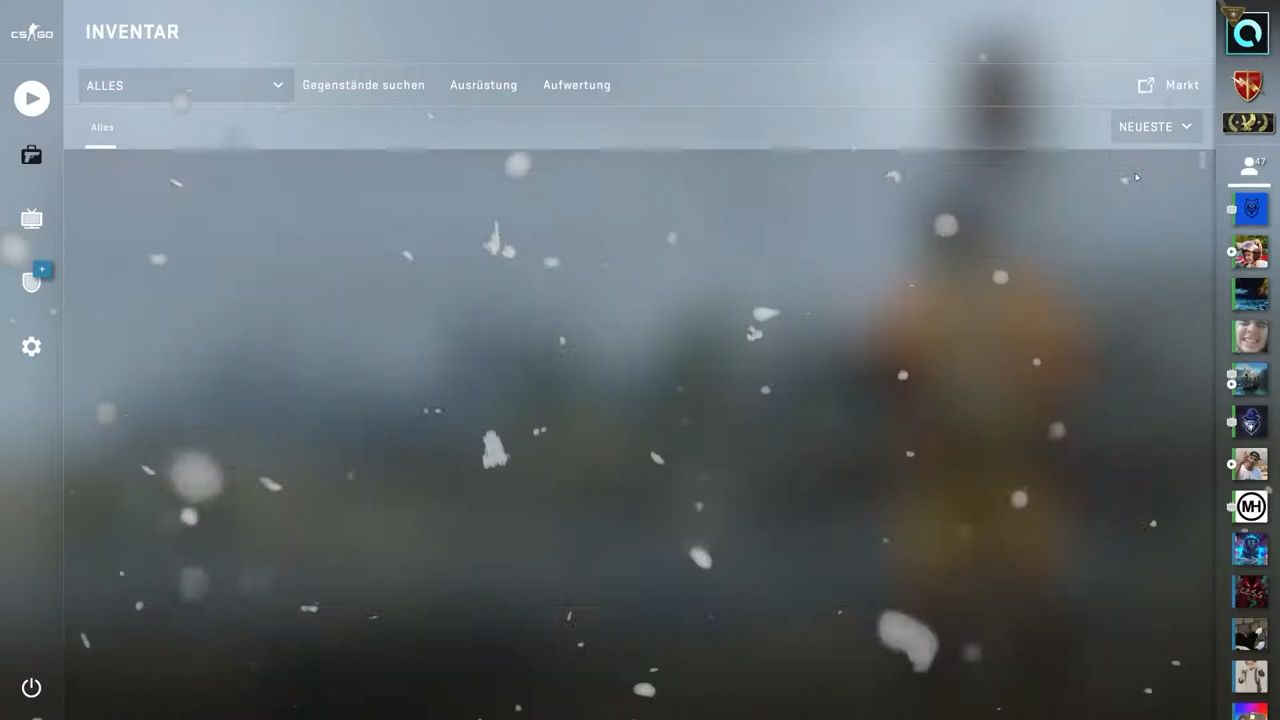 CS GO
INVENTAR
ALLES
Gegenstände suchen
Ausrüstung
Aufwertung
Markt
Alles
NEUESTE
47
+
MH